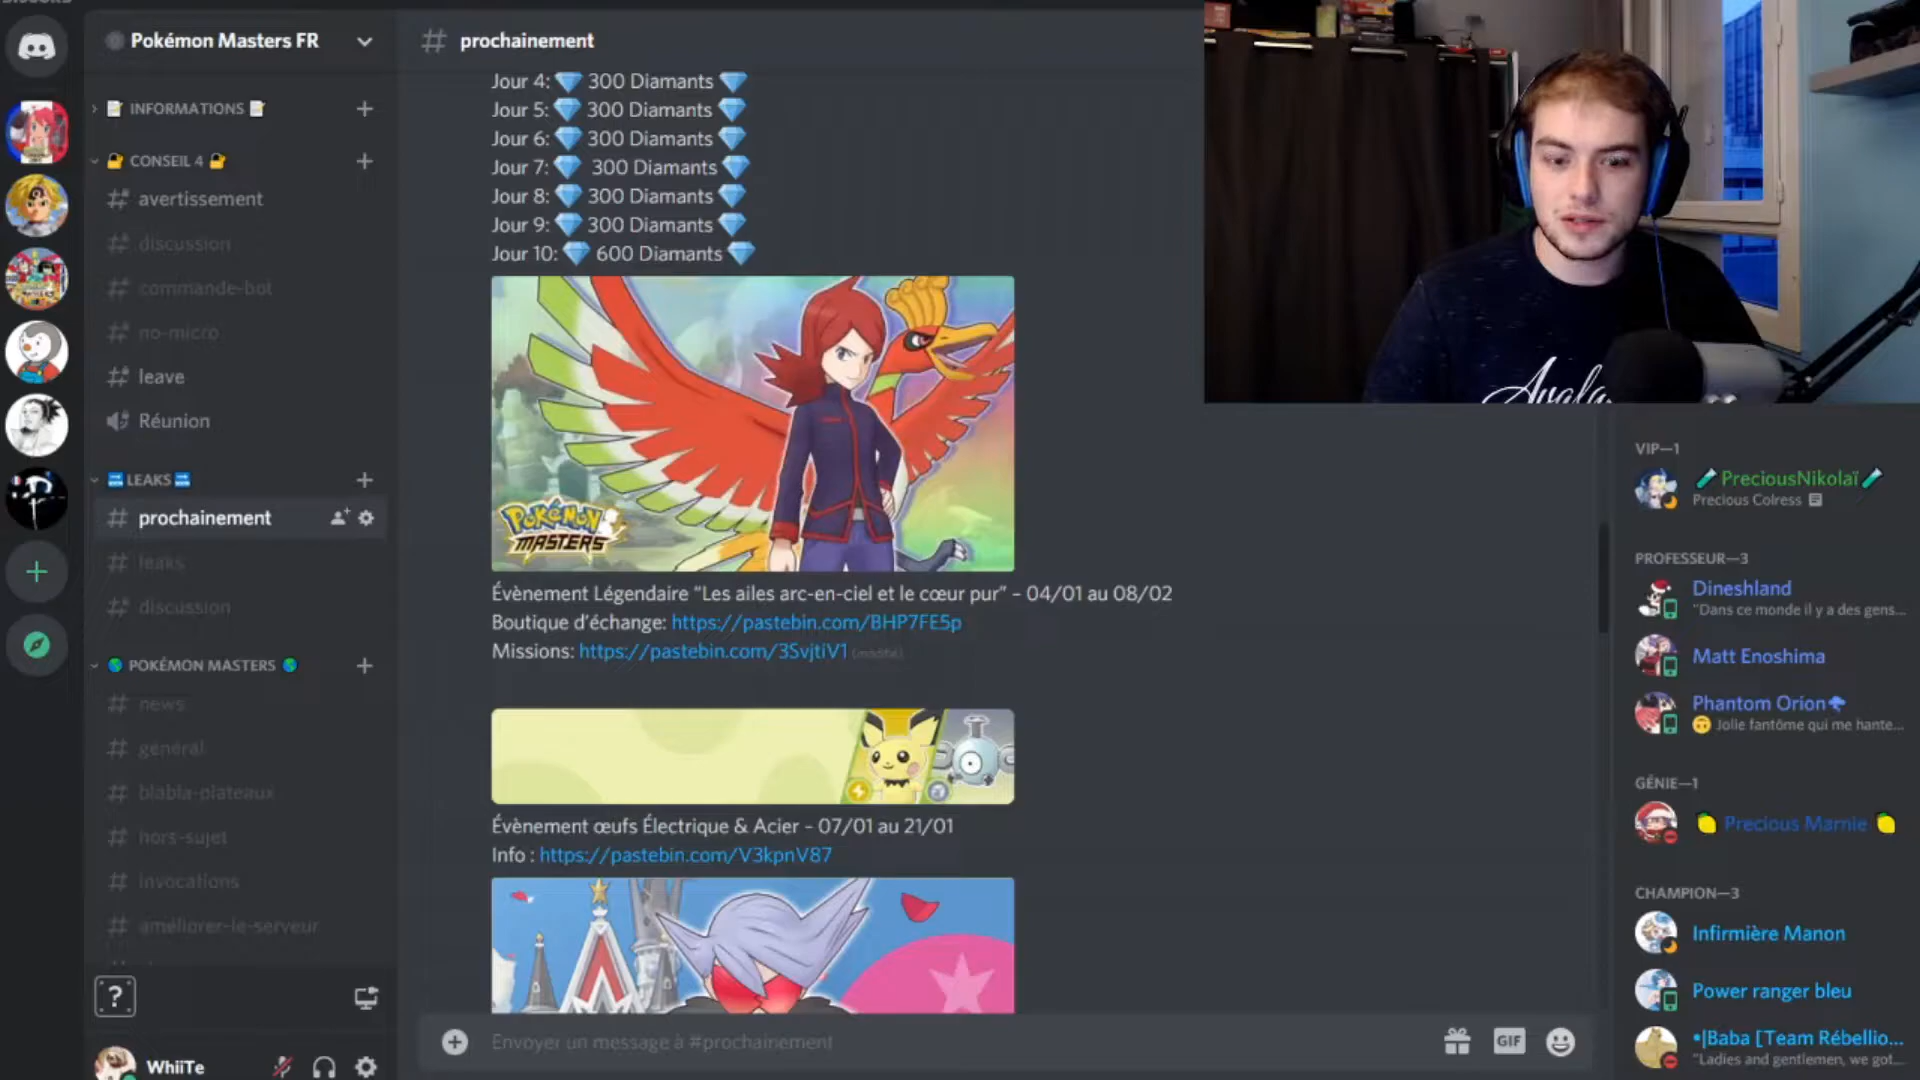 Pokémon Masters FR
INFORMATIONS
CONSEIL 4
avertissement
discussion
commande-bot
no-micro
leave
Réunion
LEAKS
prochainement
leaks
discussion
POKÉMON MASTERS
news
général
blabla-plateaux
hors-sujet
invocations
améliorer-le-serveur
?
WhiiTe
prochainement
Jour 4: 300 Diamants
Jour 5: 300 Diamants
Jour 6: 300 Diamants
Jour 7: 300 Diamants
Jour 8: 300 Diamants
Jour 9: 300 Diamants
Jour 10: 600 Diamants
POKÉMON
MASTERS
Évènement Légendaire “Les ailes arc-en-ciel et le cœur pur” – 04/01 au 08/02
Boutique d'échange: https://pastebin.com/BHP7FE5p
Missions: https://pastebin.com/3SvjtiV1 (modifié)
Évènement œufs Électrique & Acier – 07/01 au 21/01
Info : https://pastebin.com/V3kpnV87
Envoyer un message à #prochainement
GIF
VIP—1
PreciousNikolaï
Precious Colress
PROFESSEUR—3
Dineshland
"Dans ce monde il y a des gens...
Matt Enoshima
Phantom Orion
Jolie fantôme qui me hante...
GÉNIE—1
Precious Marnie
CHAMPION—3
Infirmière Manon
Power ranger bleu
•|Baba [Team Rébellio...
"Ladies and gentlemen, we got...